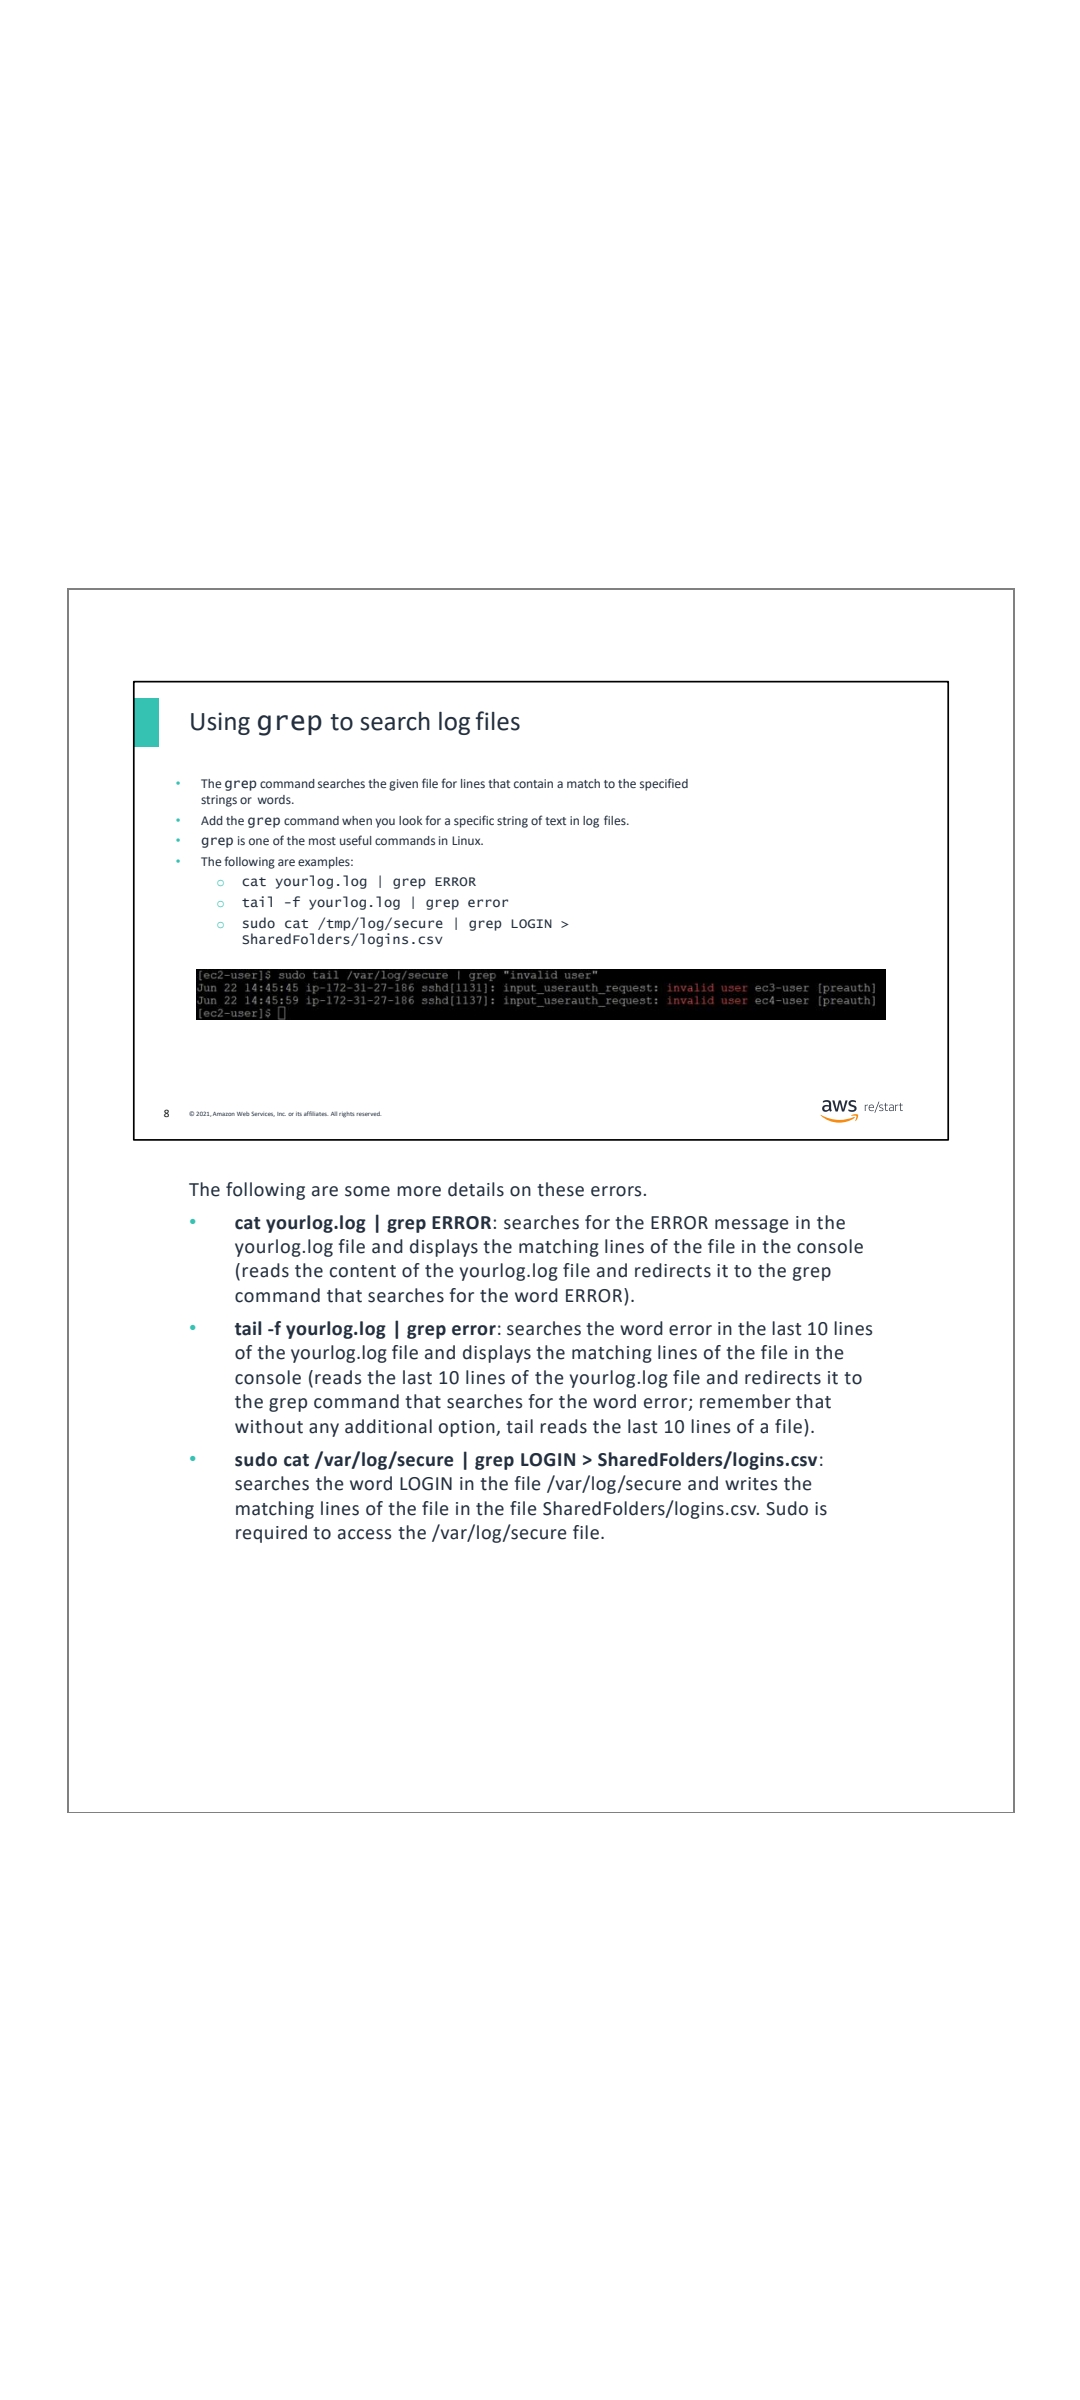 Using grep to search log files
• The grep command searches the given file for lines that contain a match to the specified
strings or words.
• Add the grep command when you look for a specific string of text in log files.
• grep is one of the most useful commands in Linux.
• The following are examples:
○ cat yourlog.log | grep ERROR
○ tail -f yourlog.log | grep error
○ sudo cat /tmp/log/secure | grep LOGIN >
SharedFolders/logins.csv
[ec2-user]$ sudo tail /var/log/secure | grep "invalid user"
Jun 22 14:45:45 ip-172-31-27-186 sshd[1131]: input_userauth_request: invalid user ec3-user [preauth]
Jun 22 14:45:59 ip-172-31-27-186 sshd[1137]: input_userauth_request: invalid user ec4-user [preauth]
[ec2-user]$
8 © 2021, Amazon Web Services, Inc. or its affiliates. All rights reserved.
aws re/start
The following are some more details on these errors.
• cat yourlog.log | grep ERROR: searches for the ERROR message in the
yourlog.log file and displays the matching lines of the file in the console
(reads the content of the yourlog.log file and redirects it to the grep
command that searches for the word ERROR).
• tail -f yourlog.log | grep error: searches the word error in the last 10 lines
of the yourlog.log file and displays the matching lines of the file in the
console (reads the last 10 lines of the yourlog.log file and redirects it to
the grep command that searches for the word error; remember that
without any additional option, tail reads the last 10 lines of a file).
• sudo cat /var/log/secure | grep LOGIN > SharedFolders/logins.csv:
searches the word LOGIN in the file /var/log/secure and writes the
matching lines of the file in the file SharedFolders/logins.csv. Sudo is
required to access the /var/log/secure file.